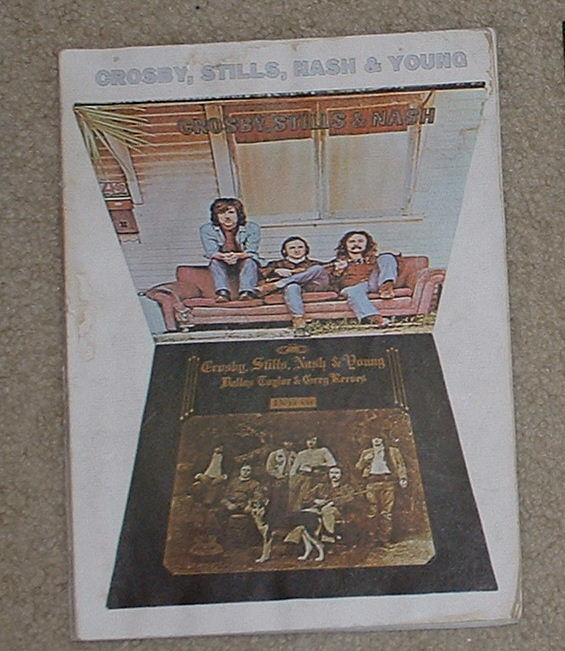 CROSBY, STILLS, NASH & YOUNG
CROSBY, STILLS & NASH
Crosby, Stills, Nash & Young
Dallas Taylor & Greg Reeves